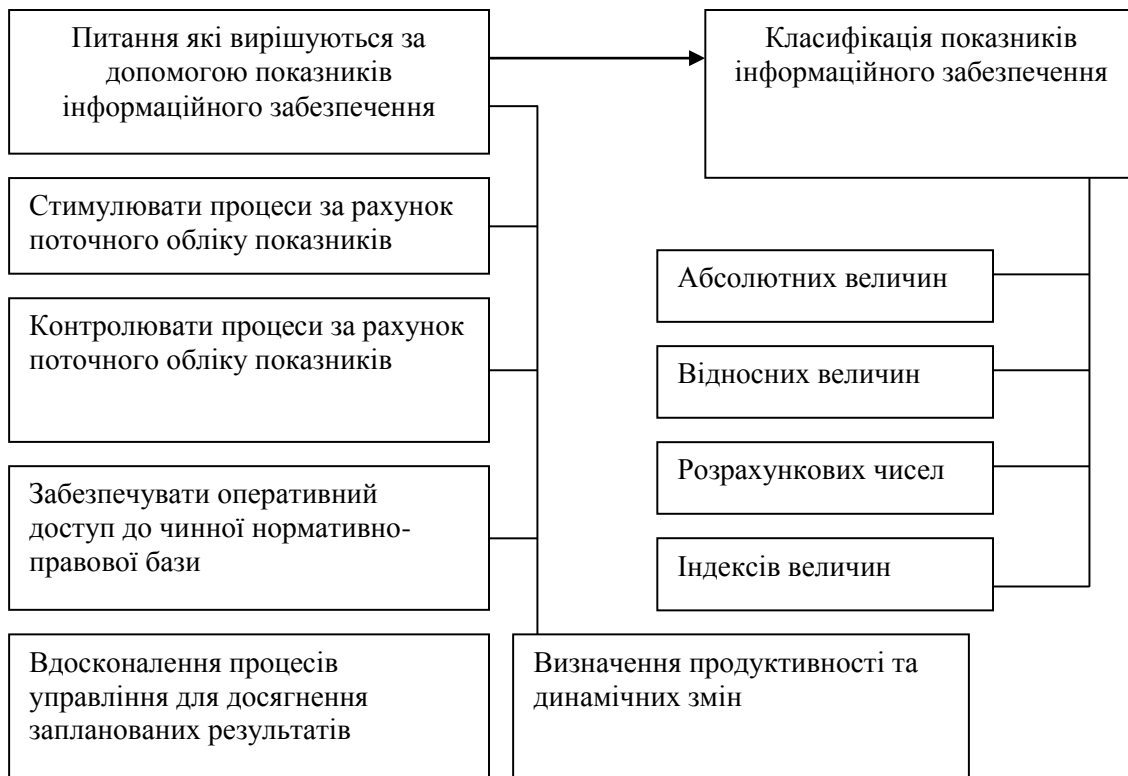 Питання які вирішуються за
допомогою показників
інформаційного забезпечення
Класифікація показників
інформаційного забезпечення
Стимулювати процеси за рахунок
поточного обліку показників
Контролювати процеси за рахунок
поточного обліку показників
Забезпечувати оперативний
доступ до чинної нормативно-
правової бази
Вдосконалення процесів
управління для досягнення
запланованих результатів
Визначення продуктивності та
динамічних змін
Абсолютних величин
Відносних величин
Розрахункових чисел
Індексів величин